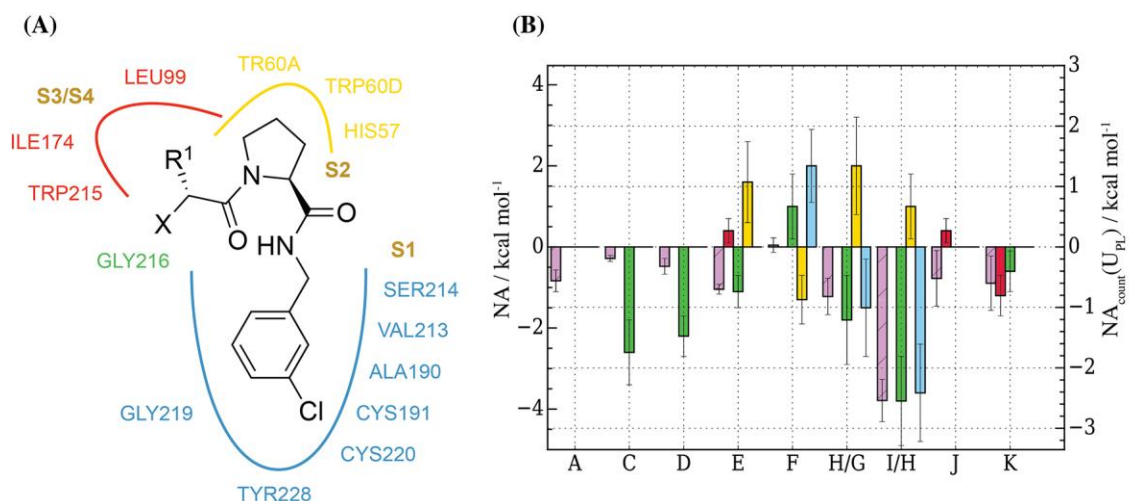 (A)
LEU99
TR60A
TRP60D
HIS57
S3/S4
ILE174
TRP215
GLY216
S2
S1
R¹
X
O
N
O
HN
Cl
SER214
VAL213
ALA190
CYS191
CYS220
GLY219
TYR228
(B)
NA / kcal mol⁻¹
4
2
0
−2
−4
A C D E F H/G I/H J K
3
2
1
0
−1
−2
−3
NA_count(U_PL) / kcal mol⁻¹